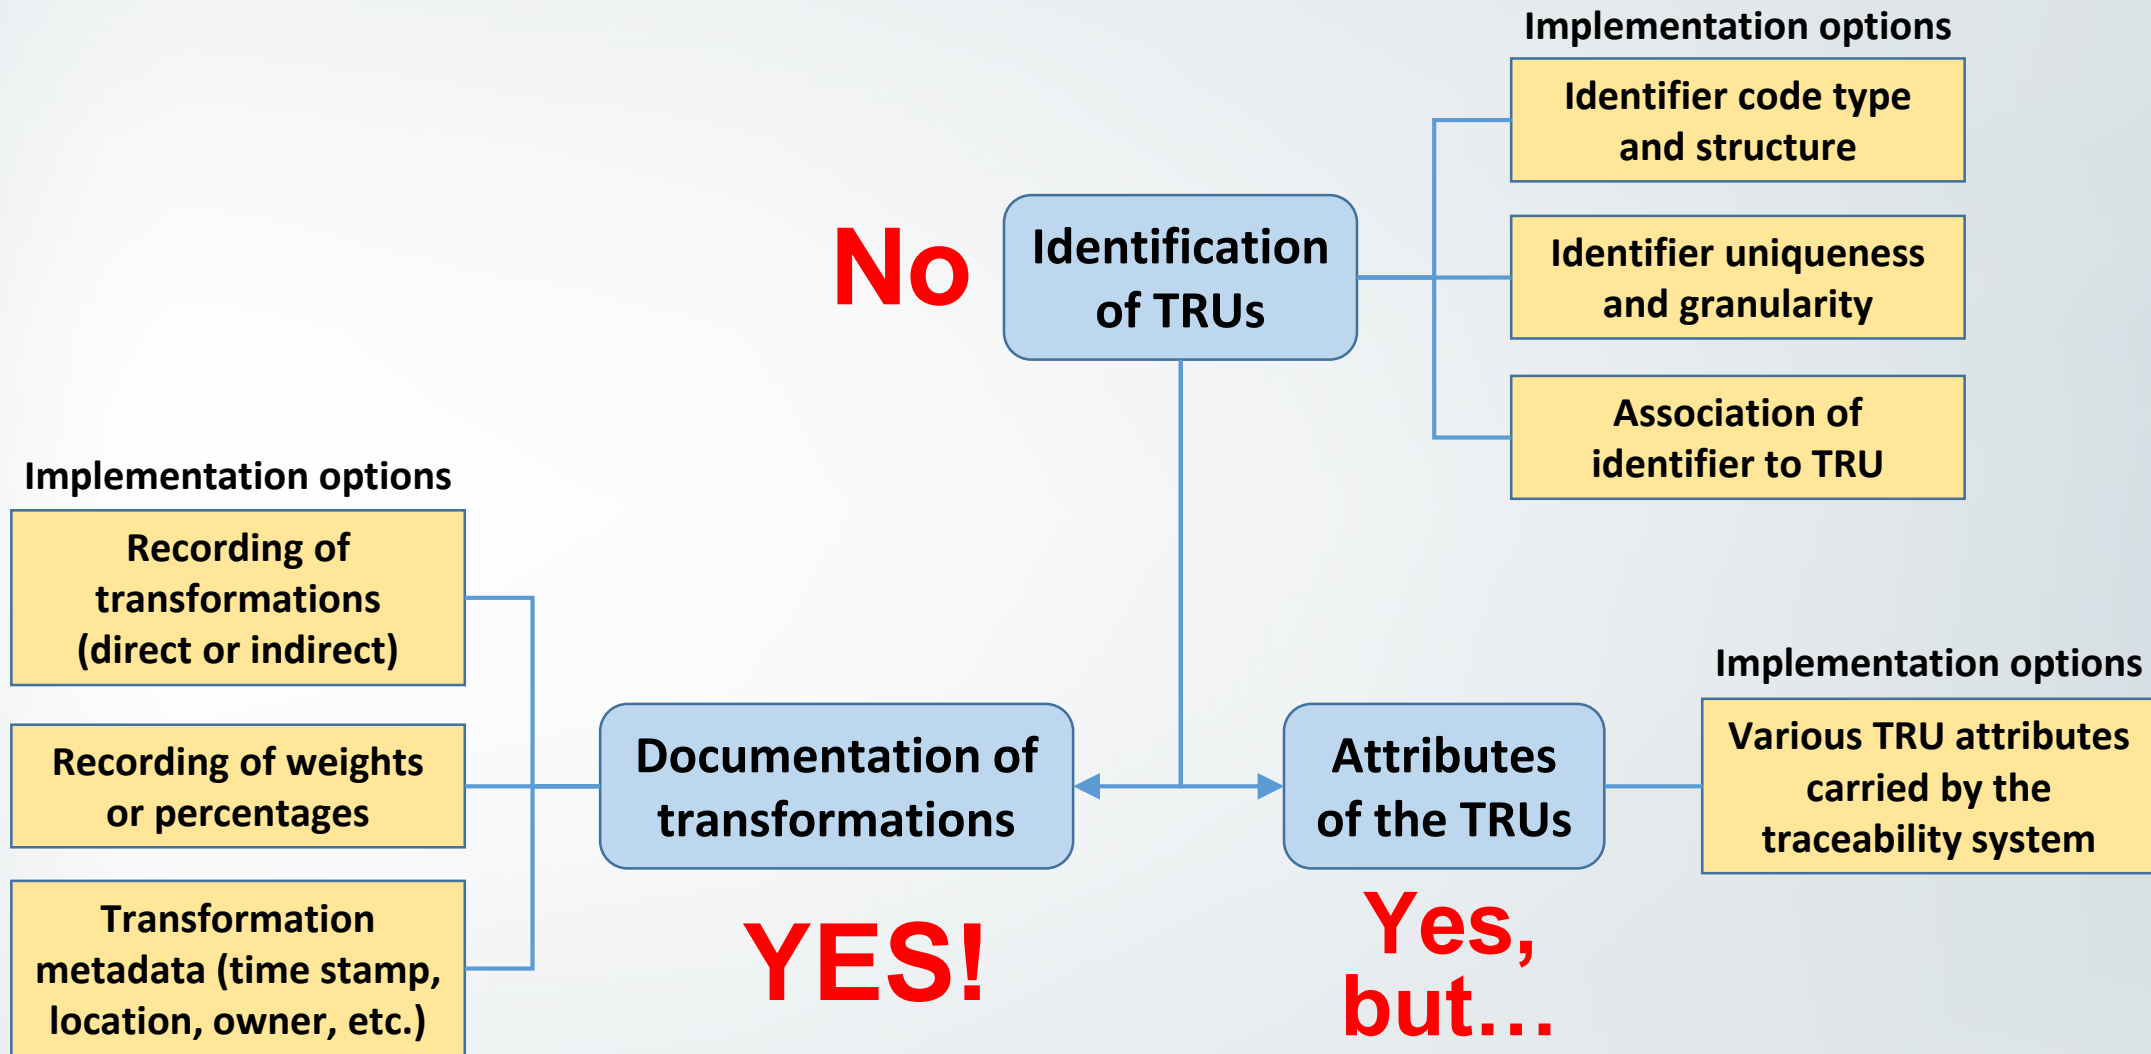 Implementation options
Identifier code type
and structure
No
Identification
of TRUs
Identifier uniqueness
and granularity
Association of
identifier to TRU
Implementation options
Recording of
transformations
(direct or indirect)
Recording of weights
or percentages
Transformation
metadata (time stamp,
location, owner, etc.)
Documentation of
transformations
YES!
Attributes
of the TRUs
Yes,
but…
Implementation options
Various TRU attributes
carried by the
traceability system